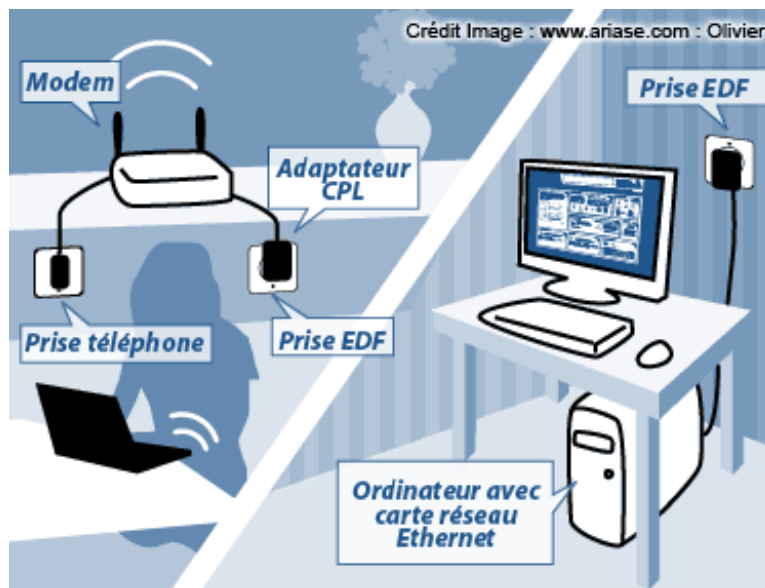 Crédit Image : www.ariase.com : Olivier
Modem
Prise EDF
Adaptateur
CPL
Prise téléphone
Prise EDF
Ordinateur avec
carte réseau
Ethernet